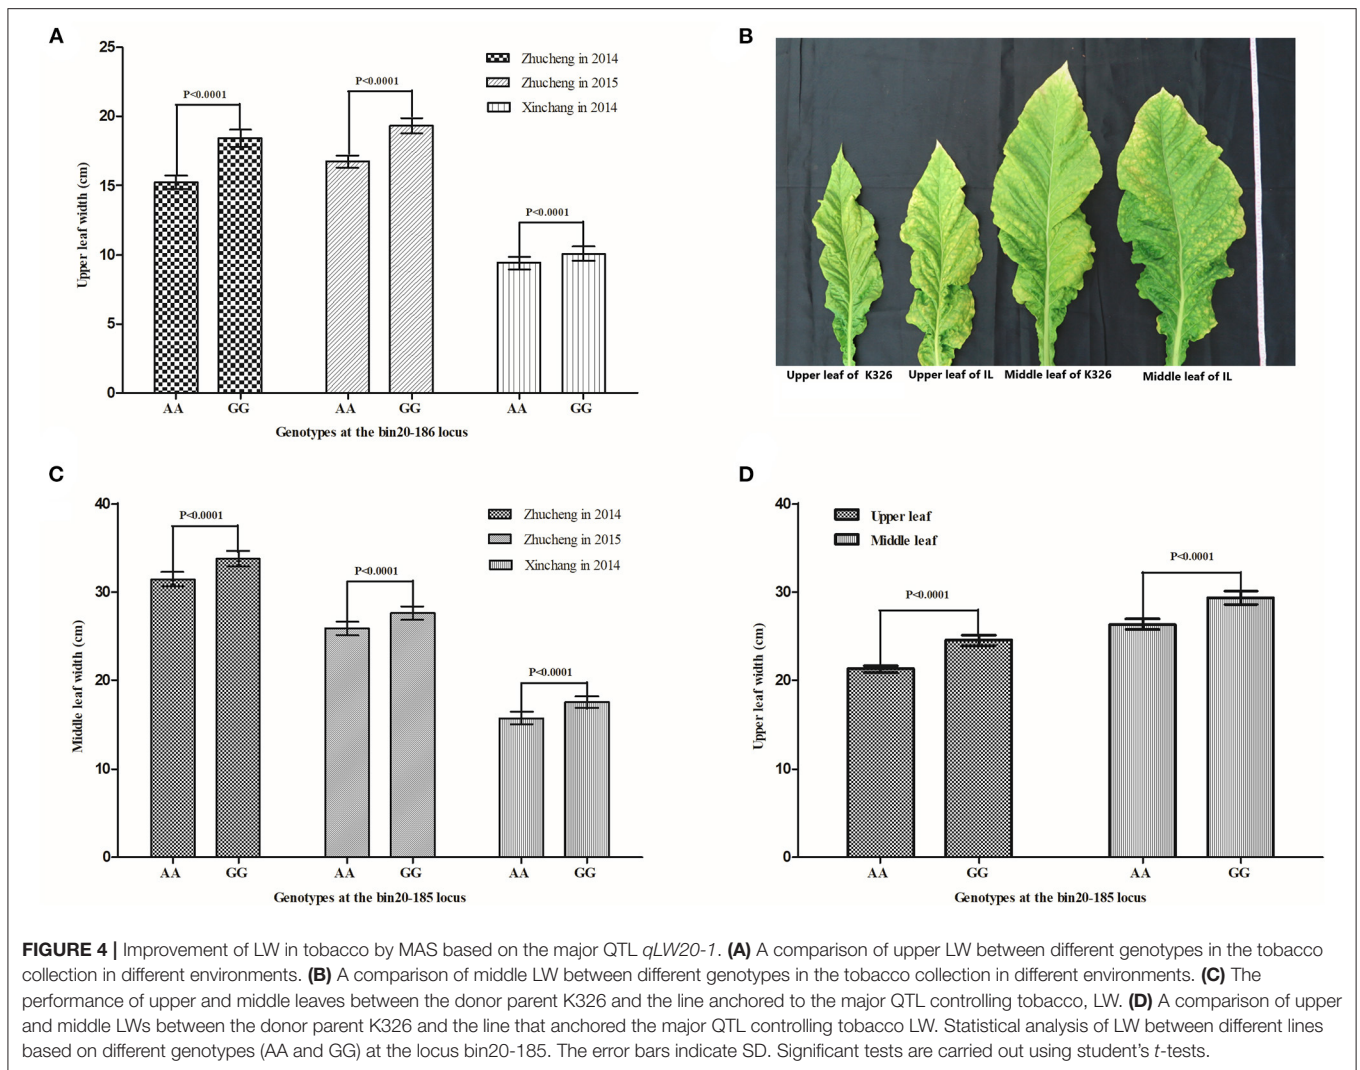 A
25
20
15
10
5
0
Upper leaf width (cm)
Zhucheng in 2014
Zhucheng in 2015
Xinchang in 2014
P<0.0001
P<0.0001
P<0.0001
AA GG AA GG AA GG
Genotypes at the bin20-186 locus
B
Upper leaf of K326 Upper leaf of IL Middle leaf of K326 Middle leaf of IL
C
40
30
20
10
0
Middle leaf width (cm)
Zhucheng in 2014
Zhucheng in 2015
Xinchang in 2014
P<0.0001
P<0.0001
P<0.0001
AA GG AA GG AA GG
Genotypes at the bin20-185 locus
D
40
30
20
10
0
Upper leaf width (cm)
Upper leaf
Middle leaf
P<0.0001
P<0.0001
AA GG AA GG
Genotypes at the bin20-185 locus
FIGURE 4 | Improvement of LW in tobacco by MAS based on the major QTL qLW20-1. (A) A comparison of upper LW between different genotypes in the tobacco
collection in different environments. (B) A comparison of middle LW between different genotypes in the tobacco collection in different environments. (C) The
performance of upper and middle leaves between the donor parent K326 and the line anchored to the major QTL controlling tobacco, LW. (D) A comparison of upper
and middle LWs between the donor parent K326 and the line that anchored the major QTL controlling tobacco LW. Statistical analysis of LW between different lines
based on different genotypes (AA and GG) at the locus bin20-185. The error bars indicate SD. Significant tests are carried out using student's t-tests.